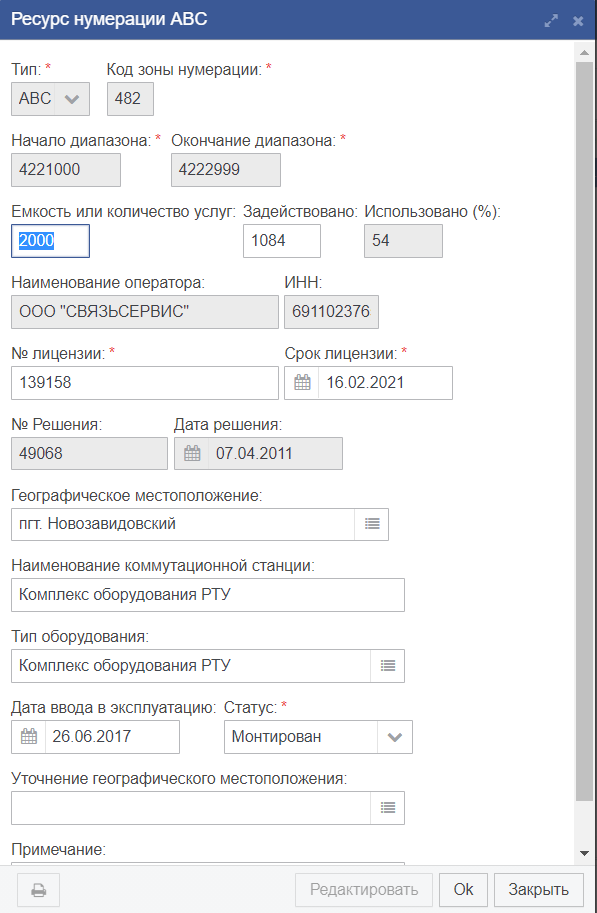 Ресурс нумерации ABC
Тип: * Код зоны нумерации: *
ABC 482
Начало диапазона: * Окончание диапазона: *
4221000 4222999
Емкость или количество услуг: Задействовано: Использовано (%):
2000 1084 54
Наименование оператора: ИНН:
ООО "СВЯЗЬСЕРВИС" 691102376
№ лицензии: * Срок лицензии: *
139158 16.02.2021
№ Решения: Дата решения:
49068 07.04.2011
Географическое местоположение:
пгт. Новозавидовский
Наименование коммутационной станции:
Комплекс оборудования РТУ
Тип оборудования:
Комплекс оборудования РТУ
Дата ввода в эксплуатацию: Статус: *
26.06.2017 Монтирован
Уточнение географического местоположения:
Примечание:
Редактировать Ok Закрыть